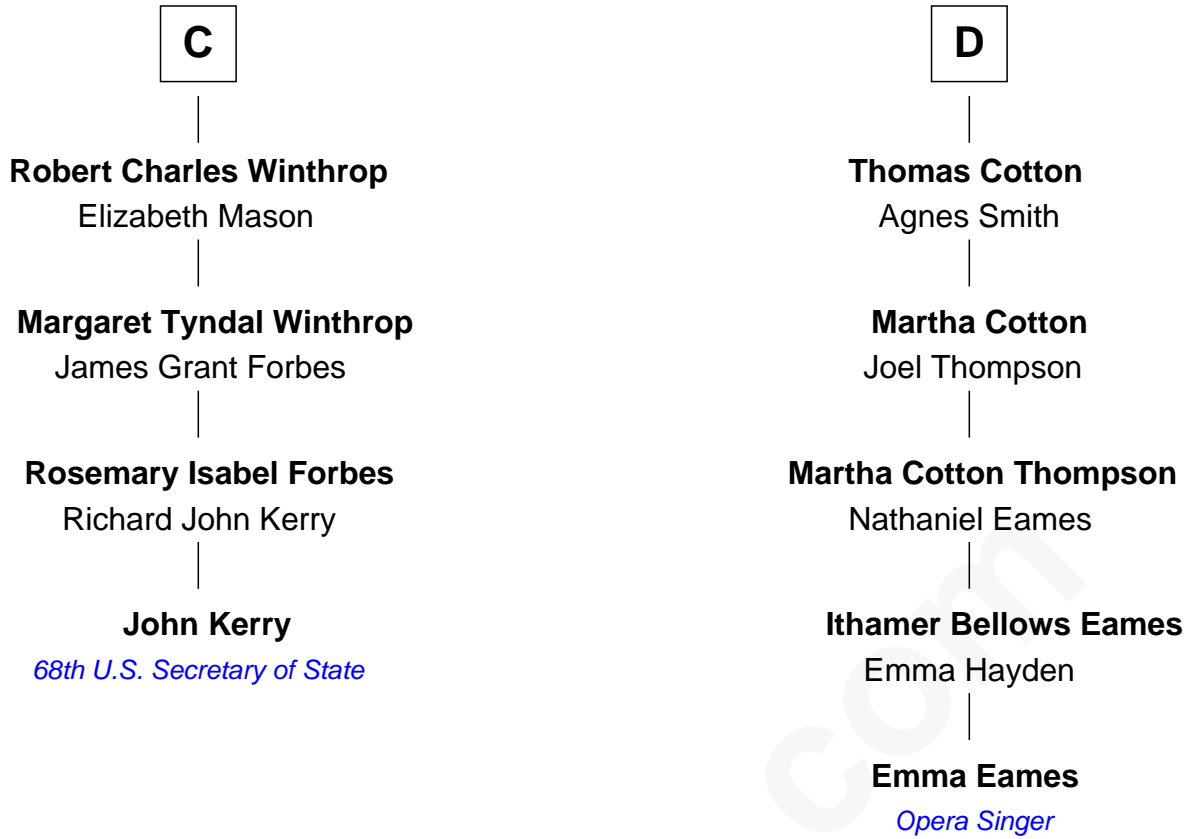 C
Robert Charles Winthrop
Elizabeth Mason
Margaret Tyndal Winthrop
James Grant Forbes
Rosemary Isabel Forbes
Richard John Kerry
John Kerry
68th U.S. Secretary of State
D
Thomas Cotton
Agnes Smith
Martha Cotton
Joel Thompson
Martha Cotton Thompson
Nathaniel Eames
Ithamer Bellows Eames
Emma Hayden
Emma Eames
Opera Singer
com